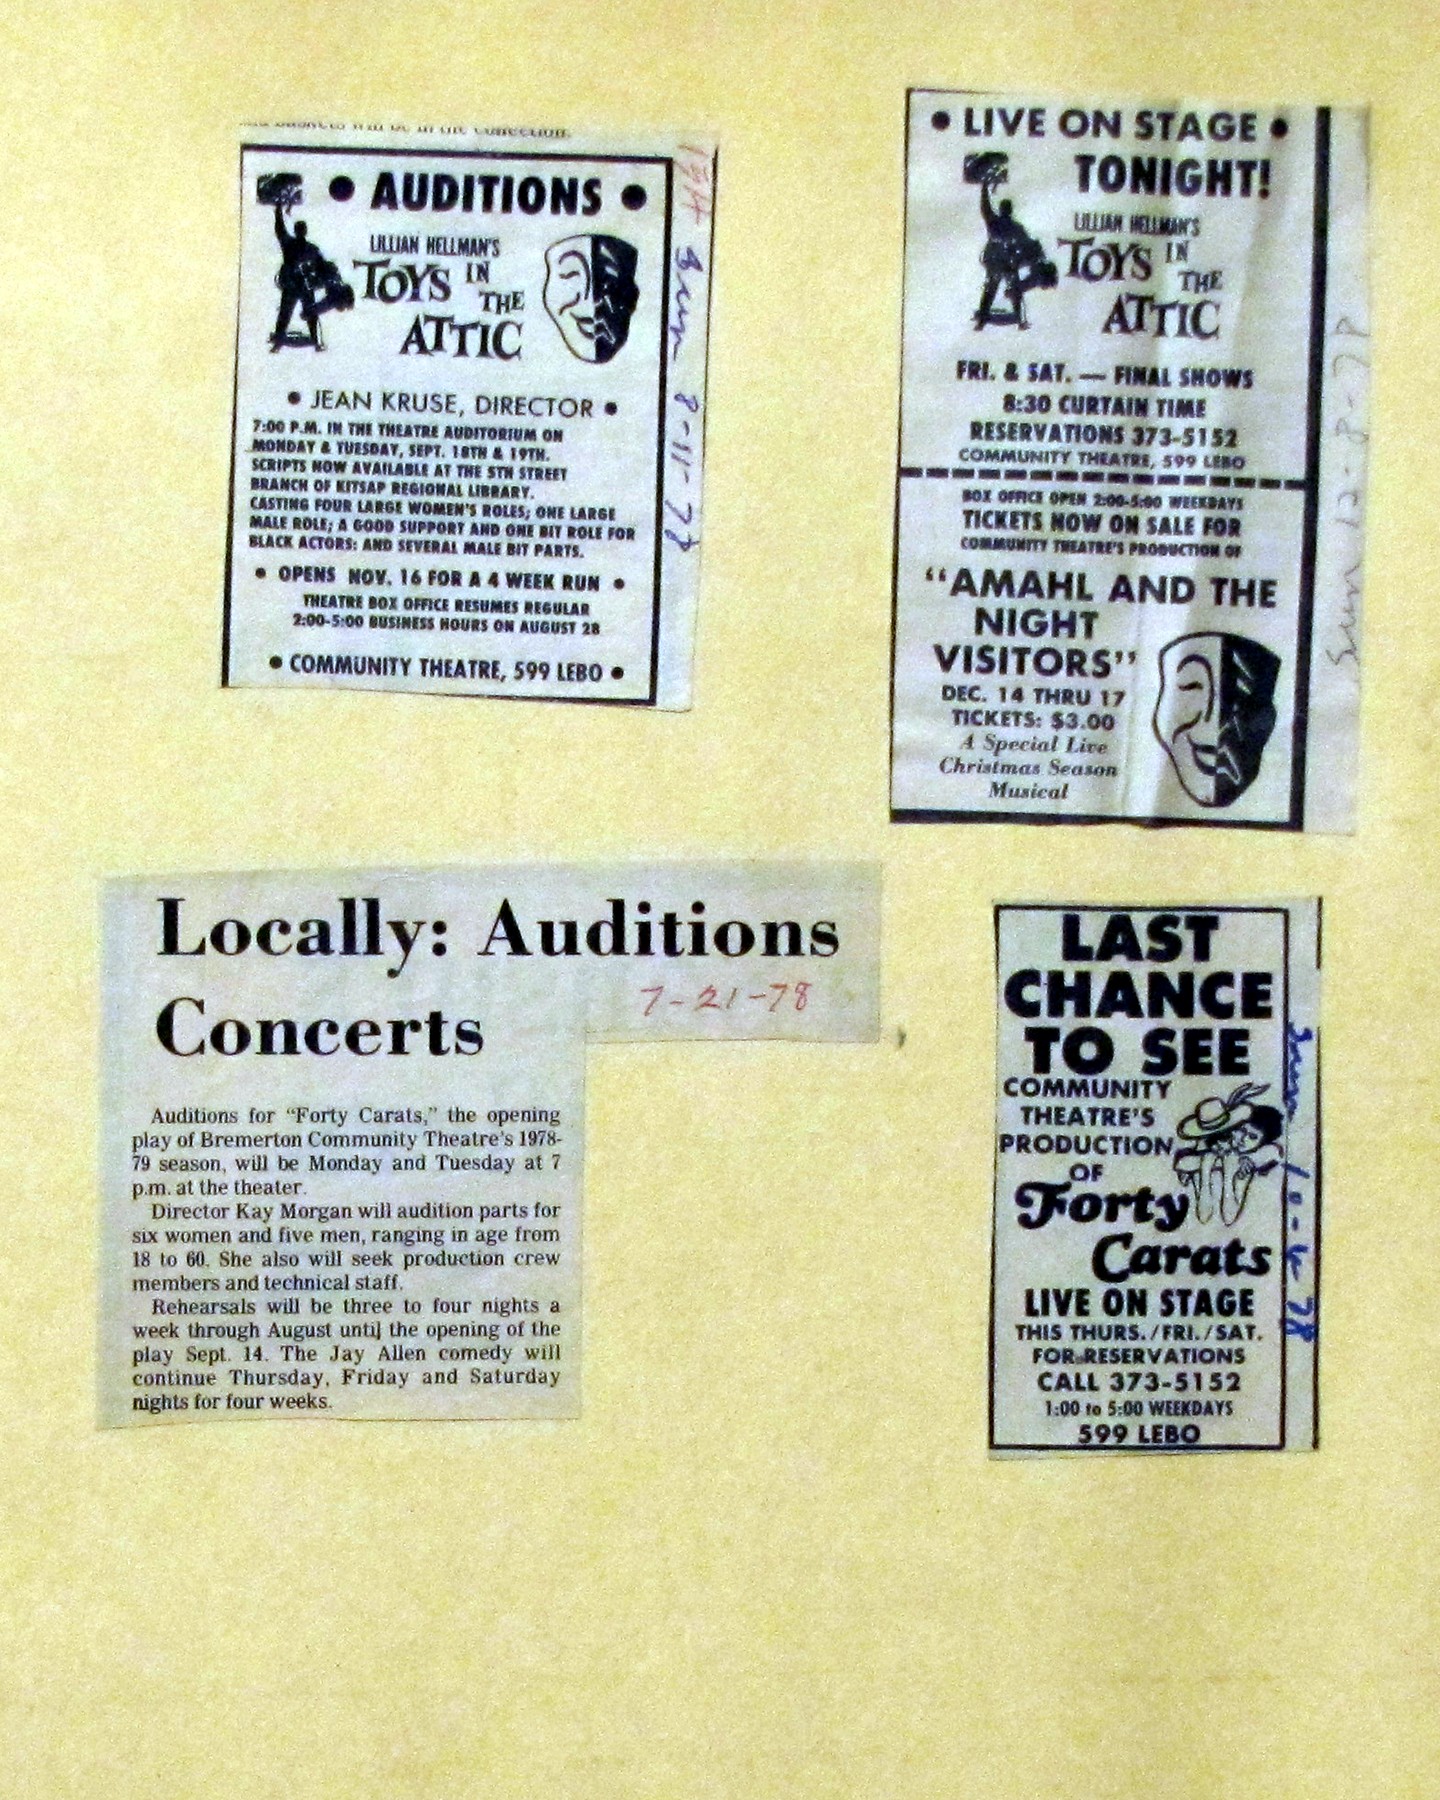 • AUDITIONS •
LILLIAN HELLMAN'S
TOYS IN
THE
ATTIC
• JEAN KRUSE, DIRECTOR •
7:00 P.M. IN THE THEATRE AUDITORIUM ON
MONDAY & TUESDAY, SEPT. 18TH & 19TH.
SCRIPTS NOW AVAILABLE AT THE 5TH STREET
BRANCH OF KITSAP REGIONAL LIBRARY.
CASTING FOUR LARGE WOMEN'S ROLES; ONE LARGE
MALE ROLE; A GOOD SUPPORT AND ONE BIT ROLE FOR
BLACK ACTORS: AND SEVERAL MALE BIT PARTS.
• OPENS NOV. 16 FOR A 4 WEEK RUN •
THEATRE BOX OFFICE RESUMES REGULAR
2:00-5:00 BUSINESS HOURS ON AUGUST 28
• COMMUNITY THEATRE, 599 LEBO •
Sun 8-11-78
• LIVE ON STAGE •
TONIGHT!
LILLIAN HELLMAN'S
TOYS IN
THE
ATTIC
FRI. & SAT. — FINAL SHOWS
8:30 CURTAIN TIME
RESERVATIONS 373-5152
COMMUNITY THEATRE, 599 LEBO
BOX OFFICE OPEN 2:00-5:00 WEEKDAYS
TICKETS NOW ON SALE FOR
COMMUNITY THEATRE'S PRODUCTION OF
"AMAHL AND THE
NIGHT
VISITORS"
DEC. 14 THRU 17
TICKETS: $3.00
A Special Live
Christmas Season
Musical
Sun 12-8-78
Locally: Auditions
Concerts
7-21-78
Auditions for "Forty Carats," the opening
play of Bremerton Community Theatre's 1978-
79 season, will be Monday and Tuesday at 7
p.m. at the theater.
Director Kay Morgan will audition parts for
six women and five men, ranging in age from
18 to 60. She also will seek production crew
members and technical staff.
Rehearsals will be three to four nights a
week through August until the opening of the
play Sept. 14. The Jay Allen comedy will
continue Thursday, Friday and Saturday
nights for four weeks.
LAST
CHANCE
TO SEE
COMMUNITY
THEATRE'S
PRODUCTION
OF
Forty
Carats
LIVE ON STAGE
THIS THURS./FRI./SAT.
FOR RESERVATIONS
CALL 373-5152
1:00 to 5:00 WEEKDAYS
599 LEBO
Sun 10-4-78